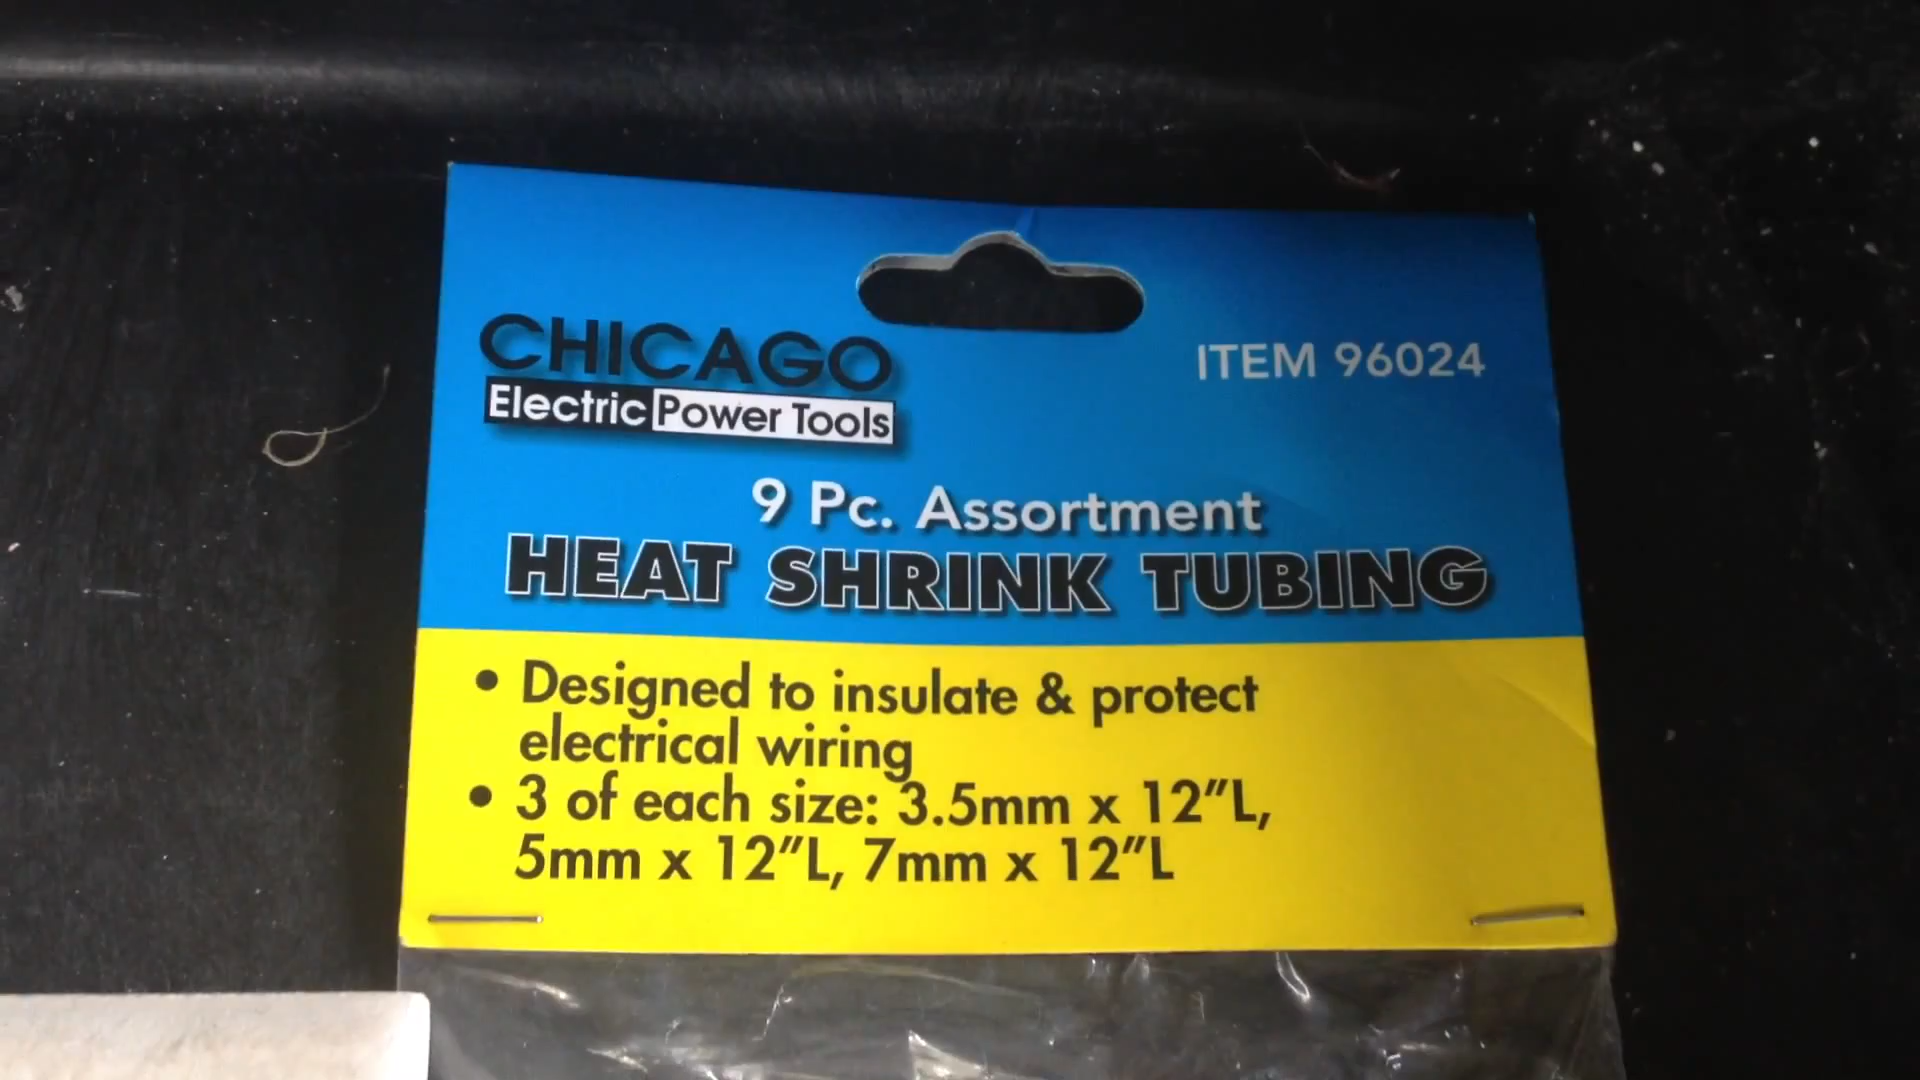 CHICAGO
Electric Power Tools
ITEM 96024
9 Pc. Assortment
HEAT SHRINK TUBING
• Designed to insulate & protect
electrical wiring
• 3 of each size: 3.5mm x 12"L,
5mm x 12"L, 7mm x 12"L